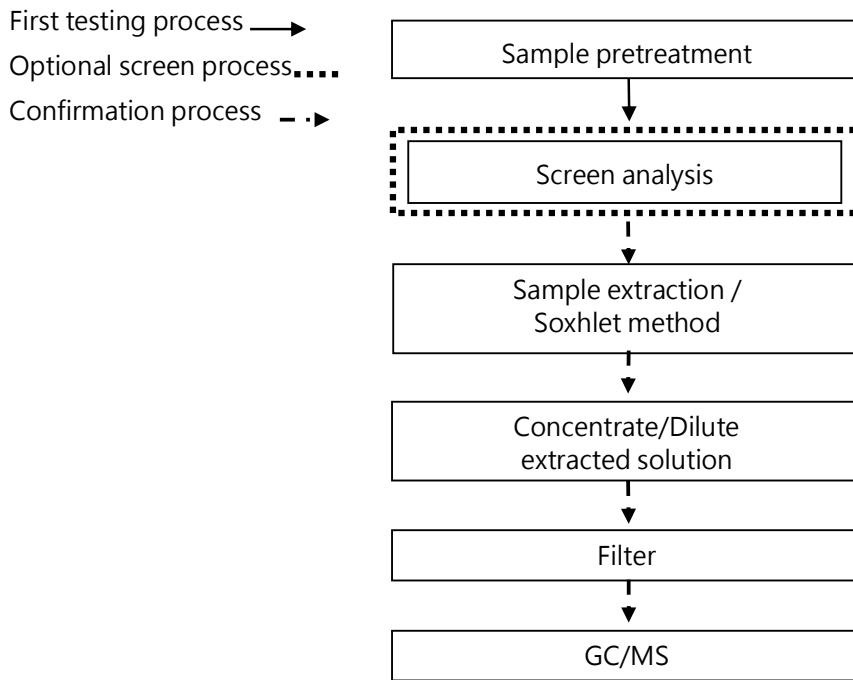 First testing process
Optional screen process
Confirmation process
Sample pretreatment
Screen analysis
Sample extraction /
Soxhlet method
Concentrate/Dilute
extracted solution
Filter
GC/MS